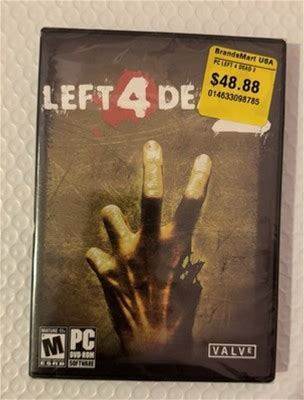 BrandsMart USA
PC LEFT 4 DEAD 2
$48.88
014633098785
LEFT 4 DE
MATURE 17+
M
ESRB
PC
DVD-ROM
SOFTWARE
VALVE